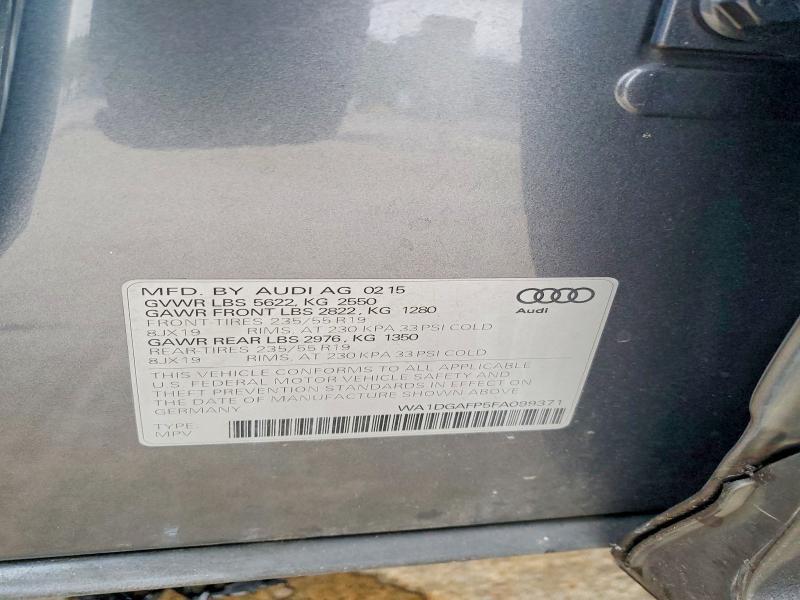 MFD. BY AUDI AG 02 15
GVWR LBS 5622, KG 2550
GAWR FRONT LBS 2822, KG 1280
FRONT-TIRES 235/55 R19
8JX19 RIMS, AT 230 KPA 33 PSI COLD
GAWR REAR LBS 2976, KG 1350
REAR-TIRES 235/55 R19
8JX19 RIMS, AT 230 KPA 33 PSI COLD
THIS VEHICLE CONFORMS TO ALL APPLICABLE
U.S. FEDERAL MOTOR VEHICLE SAFETY AND
THEFT PREVENTION STANDARDS IN EFFECT ON
THE DATE OF MANUFACTURE SHOWN ABOVE
GERMANY WA1DGAFP5FA099371
TYPE:
MPV
Audi